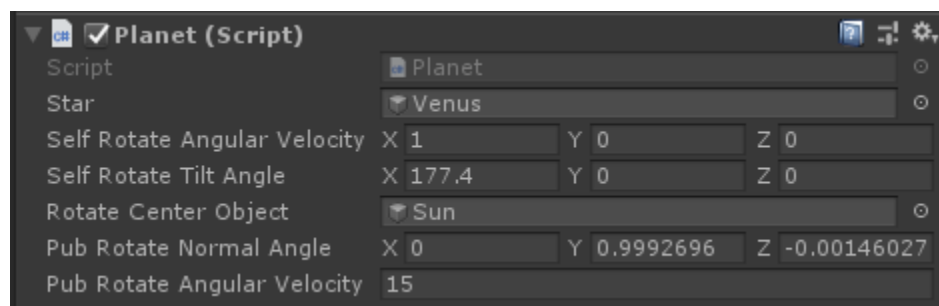 Planet (Script)
Script Planet
Star Venus
Self Rotate Angular Velocity X 1 Y 0 Z 0
Self Rotate Tilt Angle X 177.4 Y 0 Z 0
Rotate Center Object Sun
Pub Rotate Normal Angle X 0 Y 0.9992696 Z -0.00146027
Pub Rotate Angular Velocity 15